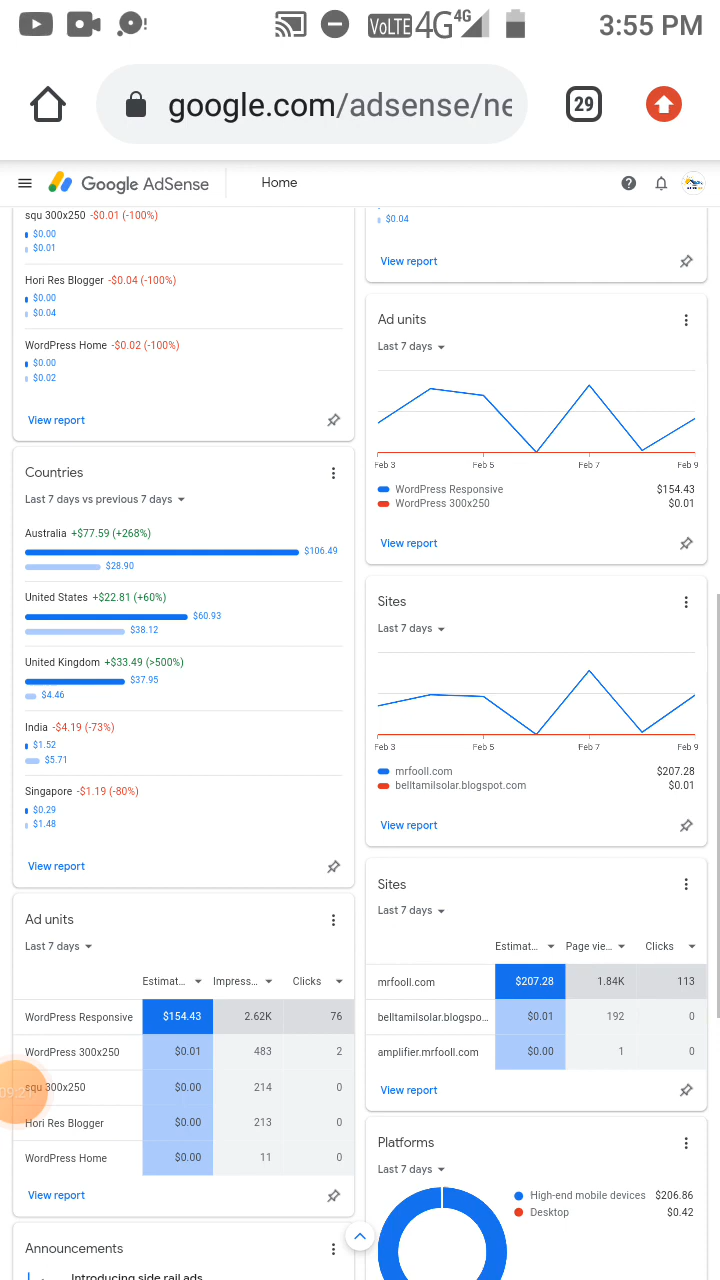 VoLTE 4G 4G 3:55 PM
google.com/adsense/ne
29
Google AdSense
Home
squ 300x250 -$0.01 (-100%)
$0.00
$0.01
Hori Res Blogger -$0.04 (-100%)
$0.00
$0.04
WordPress Home -$0.02 (-100%)
$0.00
$0.02
View report
Countries
Last 7 days vs previous 7 days
Australia +$77.59 (+268%)
$106.49
$28.90
United States +$22.81 (+60%)
$60.93
$38.12
United Kingdom +$33.49 (>500%)
$37.95
$4.46
India -$4.19 (-73%)
$1.52
$5.71
Singapore -$1.19 (-80%)
$0.29
$1.48
View report
Ad units
Last 7 days
Estimat... Impress... Clicks
WordPress Responsive $154.43 2.62K 76
WordPress 300x250 $0.01 483 2
squ 300x250 $0.00 214 0
Hori Res Blogger $0.00 213 0
WordPress Home $0.00 11 0
View report
Announcements
Introducing side rail ads
$0.04
View report
Ad units
Last 7 days
Feb 3 Feb 5 Feb 7 Feb 9
WordPress Responsive $154.43
WordPress 300x250 $0.01
View report
Sites
Last 7 days
Feb 3 Feb 5 Feb 7 Feb 9
mrfooll.com $207.28
belltamilsolar.blogspot.com $0.01
View report
Sites
Last 7 days
Estimat... Page vie... Clicks
mrfooll.com $207.28 1.84K 113
belltamilsolar.blogspo... $0.01 192 0
amplifier.mrfooll.com $0.00 1 0
View report
Platforms
Last 7 days
High-end mobile devices $206.86
Desktop $0.42